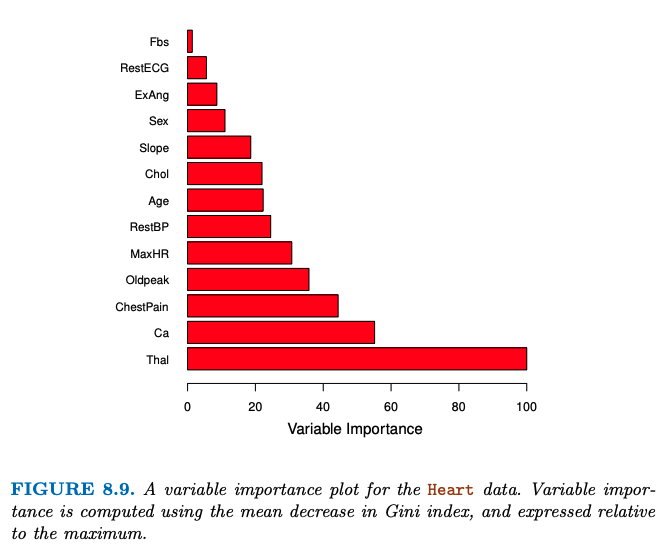 Fbs
RestECG
ExAng
Sex
Slope
Chol
Age
RestBP
MaxHR
Oldpeak
ChestPain
Ca
Thal
0 20 40 60 80 100
Variable Importance
FIGURE 8.9. A variable importance plot for the Heart data. Variable impor-
tance is computed using the mean decrease in Gini index, and expressed relative
to the maximum.